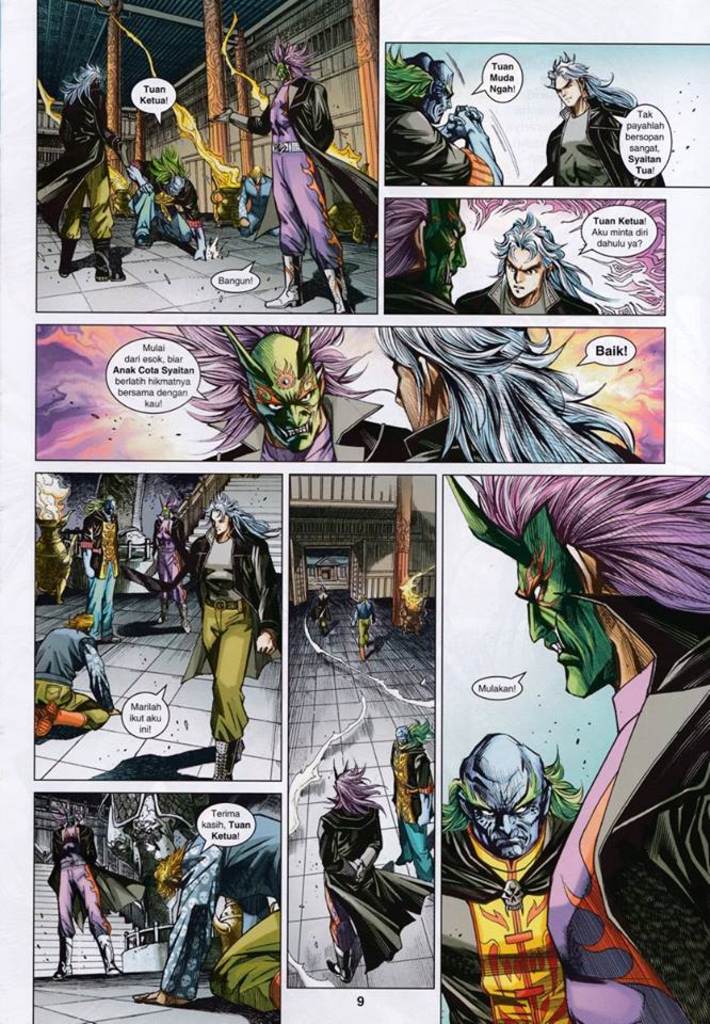 Tuan
Ketua!
Bangun!
Tuan
Muda
Ngah!
Tak
payahlah
bersopan
sangat,
Syaitan
Tua!
Tuan Ketua!
Aku minta diri
dahulu ya?
Mulai
dari esok, biar
Anak Cota Syaitan
berlatih hikmatnya
bersama dengan
kau!
Baik!
Marilah
ikut aku
ini!
Terima
kasih, Tuan
Ketua!
Mulakan!
9